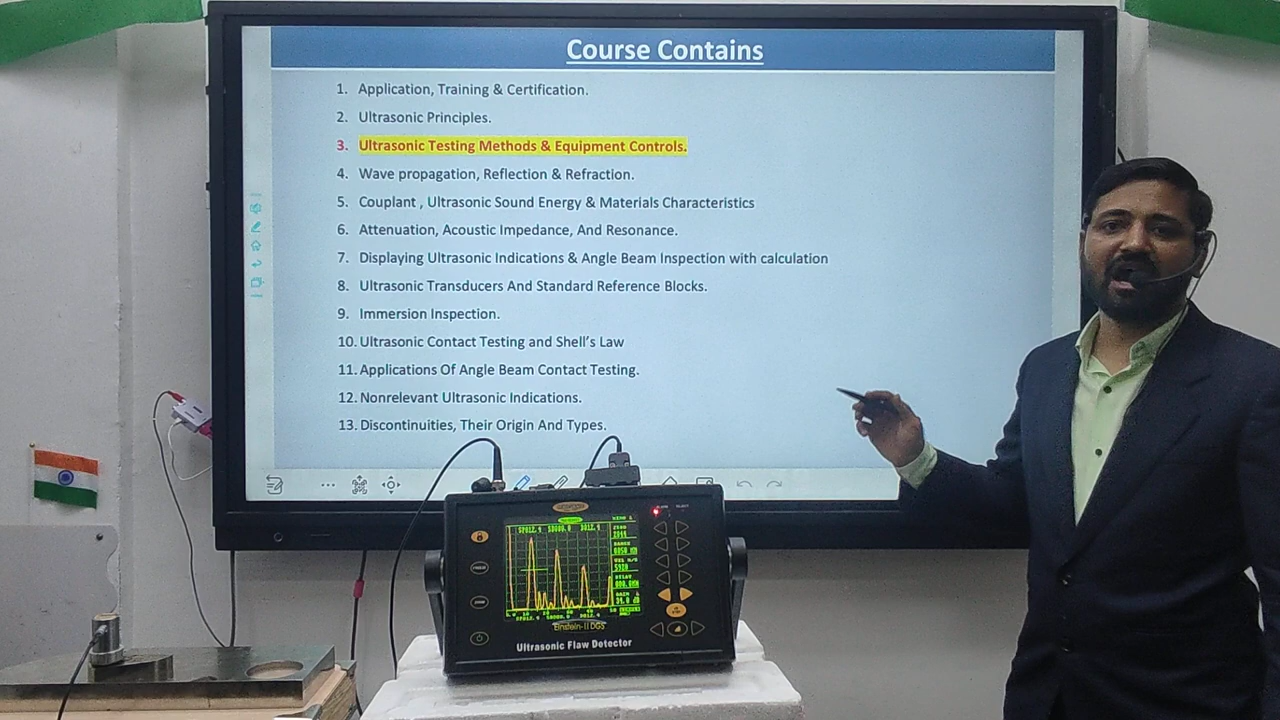 Course Contains
1. Application, Training & Certification.
2. Ultrasonic Principles.
3. Ultrasonic Testing Methods & Equipment Controls.
4. Wave propagation, Reflection & Refraction.
5. Couplant , Ultrasonic Sound Energy & Materials Characteristics
6. Attenuation, Acoustic Impedance, And Resonance.
7. Displaying Ultrasonic Indications & Angle Beam Inspection with calculation
8. Ultrasonic Transducers And Standard Reference Blocks.
9. Immersion Inspection.
10. Ultrasonic Contact Testing and Shell's Law
11. Applications Of Angle Beam Contact Testing.
12. Nonrelevant Ultrasonic Indications.
13. Discontinuities, Their Origin And Types.
Einstein-II DGS
Ultrasonic Flaw Detector